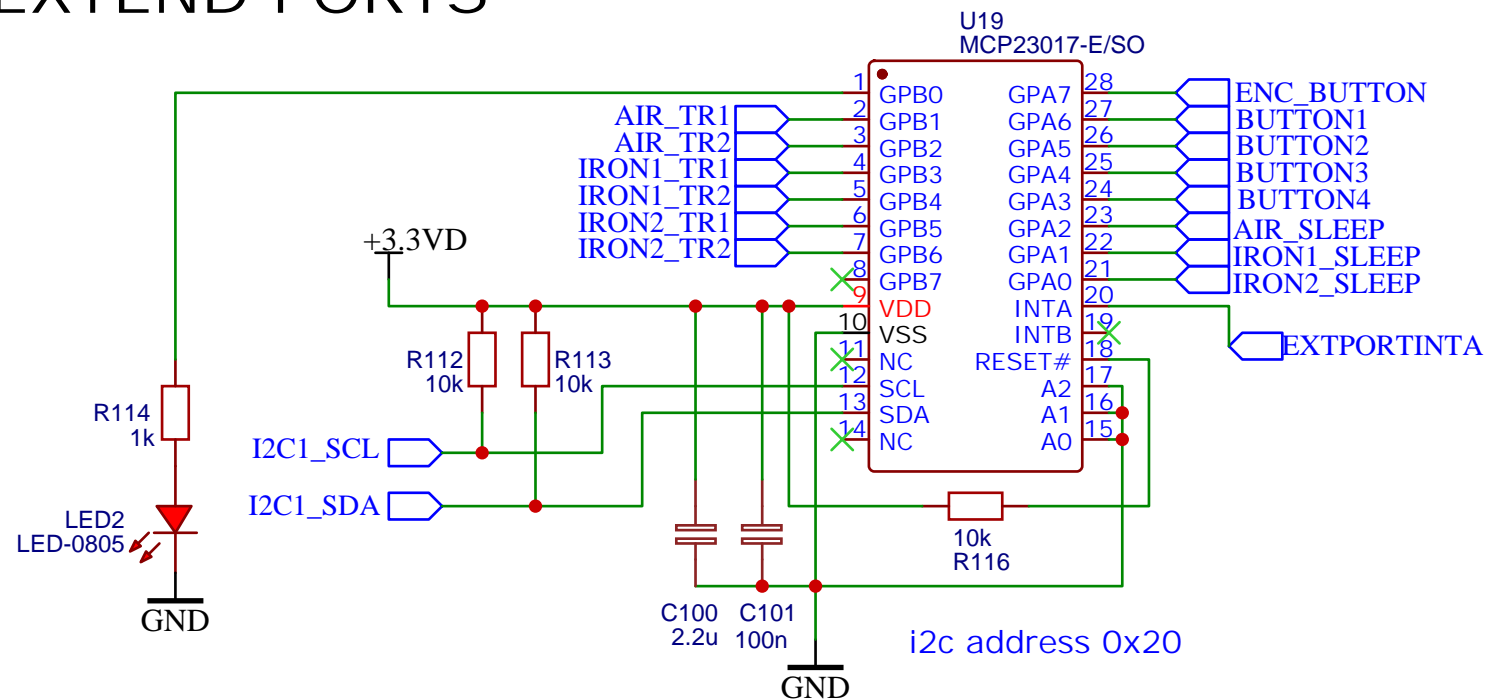 EXTEND PORTS
U19
MCP23017-E/SO
1
GPB0
GPA7
28
ENC_BUTTON
AIR_TR1
2
GPB1
GPA6
27
BUTTON1
AIR_TR2
3
GPB2
GPA5
26
BUTTON2
IRON1_TR1
4
GPB3
GPA4
25
BUTTON3
IRON1_TR2
5
GPB4
GPA3
24
BUTTON4
IRON2_TR1
6
GPB5
GPA2
23
AIR_SLEEP
IRON2_TR2
7
GPB6
GPA1
22
IRON1_SLEEP
8
GPB7
GPA0
21
IRON2_SLEEP
+3.3VD
9
VDD
INTA
20
10
VSS
INTB
19
EXTPORTINTA
11
NC
RESET#
18
R112
10k
R113
10k
12
SCL
A2
17
13
SDA
A1
16
14
NC
A0
15
R114
1k
I2C1_SCL
I2C1_SDA
LED2
LED-0805
GND
10k
R116
C100
2.2u
C101
100n
i2c address 0x20
GND